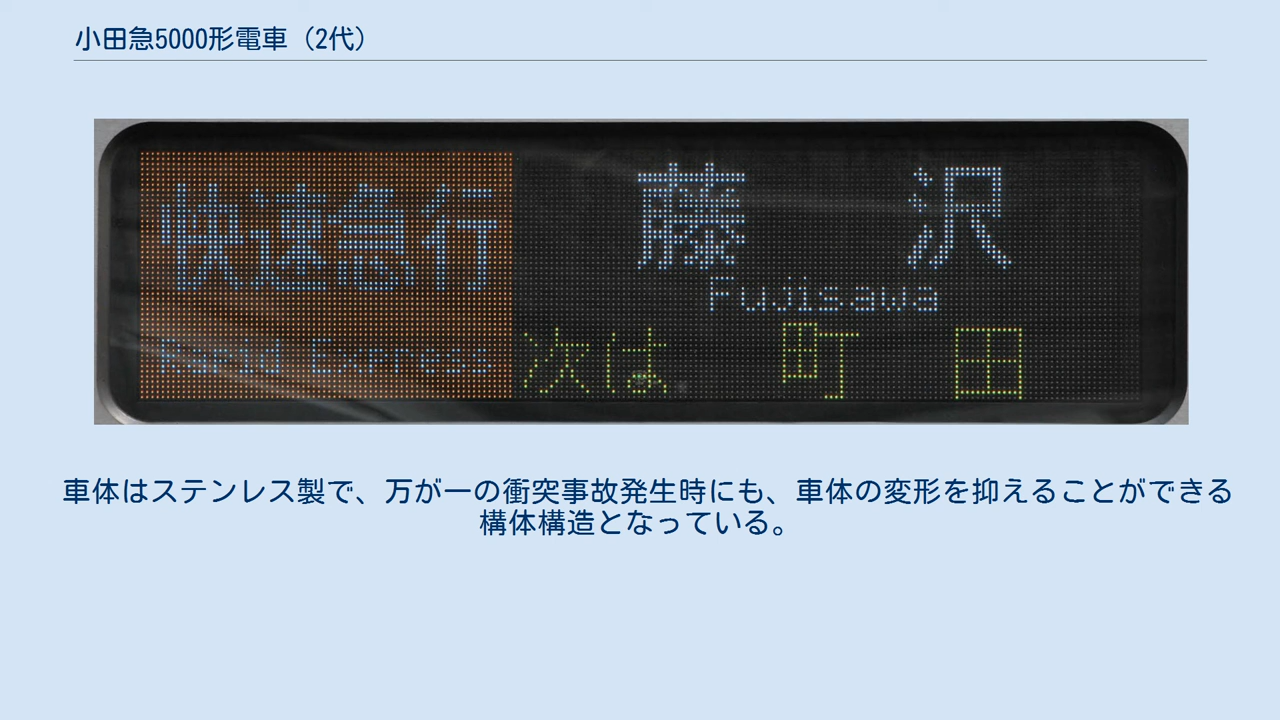 小田急5000形電車（2代）
快速急行
Rapid Express
藤沢
Fujisawa
次は 町田
車体はステンレス製で、万が一の衝突事故発生時にも、車体の変形を抑えることができる
構体構造となっている。